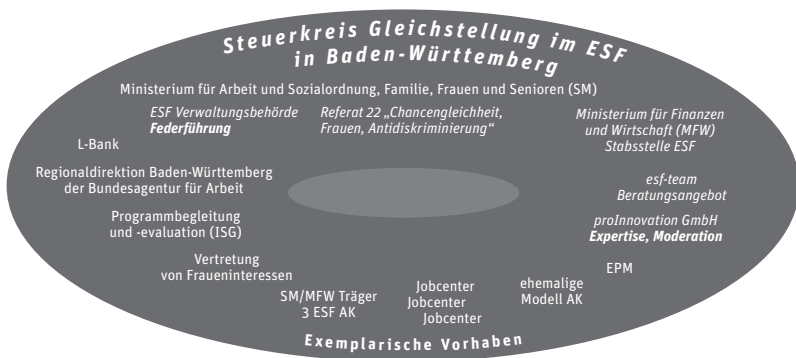 Steuerkreis Gleichstellung im ESF
in Baden-Württemberg
Ministerium für Arbeit und Sozialordnung, Familie, Frauen und Senioren (SM)
ESF Verwaltungsbehörde
Federführung
Referat 22 „Chancengleichheit,
Frauen, Antidiskriminierung“
Ministerium für Finanzen
und Wirtschaft (MFW)
Stabsstelle ESF
L-Bank
Regionaldirektion Baden-Württemberg
der Bundesagentur für Arbeit
esf-team
Beratungsangebot
Programmbegleitung
und -evaluation (ISG)
proInnovation GmbH
Expertise, Moderation
Vertretung
von Fraueninteressen
EPM
SM/MFW Träger
3 ESF AK
Jobcenter
Jobcenter
Jobcenter
ehemalige
Modell AK
Exemplarische Vorhaben